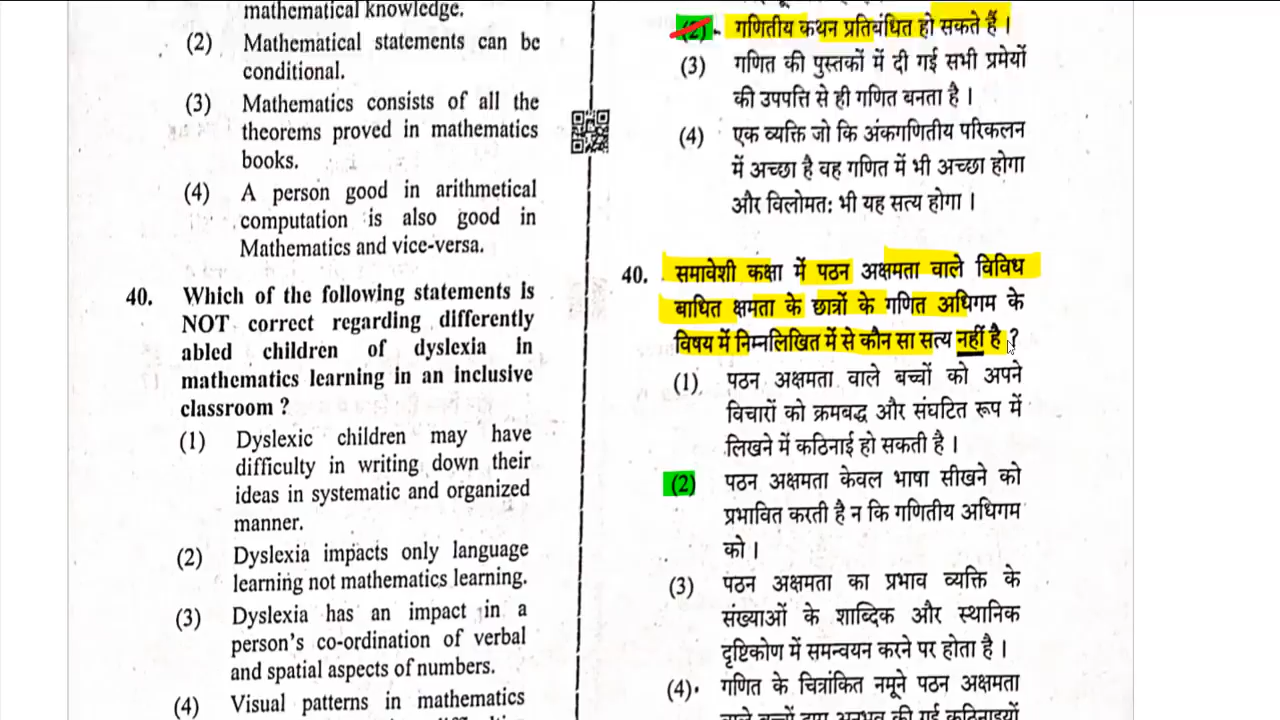 mathematical knowledge.
(2) Mathematical statements can be
conditional.
(3) Mathematics consists of all the
theorems proved in mathematics
books.
(4) A person good in arithmetical
computation is also good in
Mathematics and vice-versa.
40. Which of the following statements is
NOT correct regarding differently
abled children of dyslexia in
mathematics learning in an inclusive
classroom ?
(1) Dyslexic children may have
difficulty in writing down their
ideas in systematic and organized
manner.
(2) Dyslexia impacts only language
learning not mathematics learning.
(3) Dyslexia has an impact in a
person's co-ordination of verbal
and spatial aspects of numbers.
(4) Visual patterns in mathematics
(2) गणितीय कथन प्रतिबंधित हो सकते हैं ।
(3) गणित की पुस्तकों में दी गई सभी प्रमेयों
की उपपत्ति से ही गणित बनता है ।
(4) एक व्यक्ति जो कि अंकगणितीय परिकलन
में अच्छा है वह गणित में भी अच्छा होगा
और विलोमत: भी यह सत्य होगा ।
40. समावेशी कक्षा में पठन अक्षमता वाले विविध
बाधित क्षमता के छात्रों के गणित अधिगम के
विषय में निम्नलिखित में से कौन सा सत्य नहीं है ?
(1) पठन अक्षमता वाले बच्चों को अपने
विचारों को क्रमबद्ध और संघटित रूप में
लिखने में कठिनाई हो सकती है ।
(2) पठन अक्षमता केवल भाषा सीखने को
प्रभावित करती है न कि गणितीय अधिगम
को ।
(3) पठन अक्षमता का प्रभाव व्यक्ति के
संख्याओं के शाब्दिक और स्थानिक
दृष्टिकोण में समन्वयन करने पर होता है ।
(4) गणित के चित्रांकित नमूने पठन अक्षमता
वाले बच्चों द्वारा अनुभव की गई कठिनाइयों